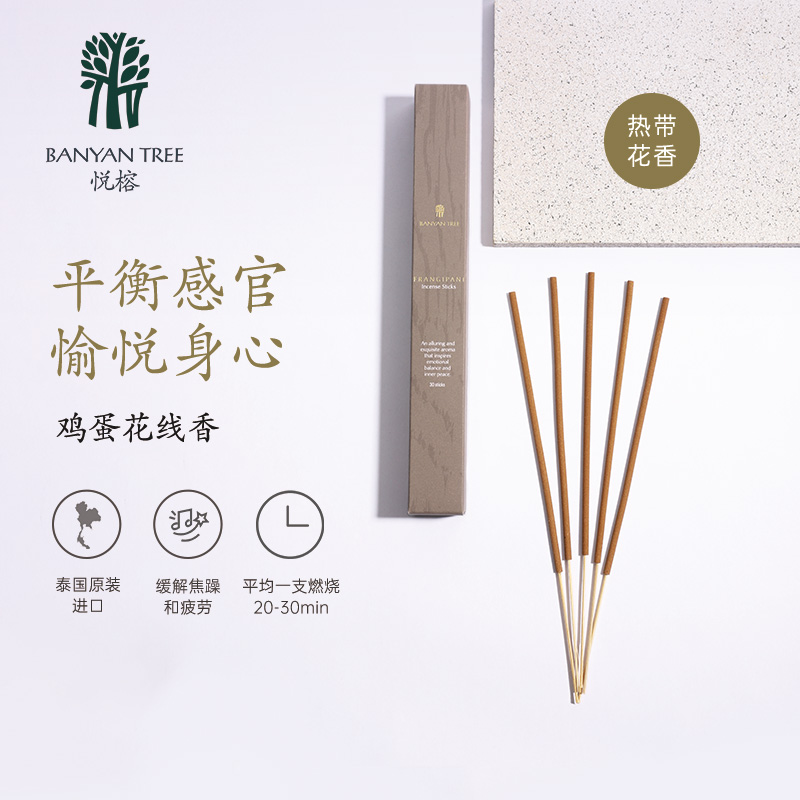 BANYAN TREE
悦榕
热带
花香
平衡感官
愉悦身心
鸡蛋花线香
泰国原装
进口
缓解焦躁
和疲劳
平均一支燃烧
20-30min
BANYAN TREE
FRANGIPANI
Incense Sticks
An alluring and
exquisite aroma
that inspires
emotional
balance and
inner peace.
30 sticks